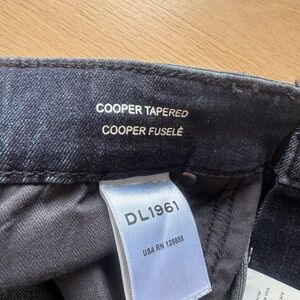 COOPER TAPERED
COOPER FUSELÉ
DL1961
USA RN 128855